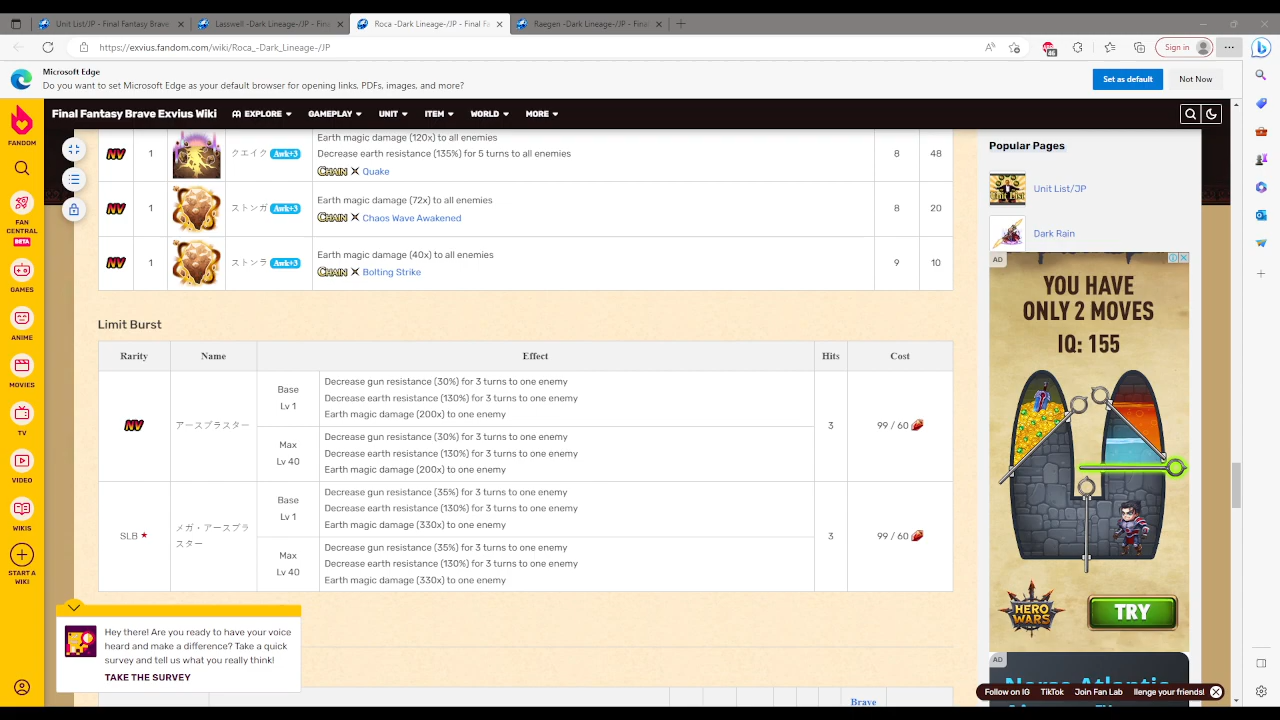 Unit List/JP - Final Fantasy Brave
Lasswell -Dark Lineage-/JP - Fina
Roca -Dark Lineage-/JP - Final Fa
Raegen -Dark Lineage-/JP - Final
https://exvius.fandom.com/wiki/Roca_-Dark_Lineage-/JP
46
Sign in
Microsoft Edge
Do you want to set Microsoft Edge as your default browser for opening links, PDFs, images and more?
Set as default
Not Now
FANDOM
FAN CENTRAL
BETA
GAMES
ANIME
MOVIES
TV
VIDEO
WIKIS
START A WIKI
Final Fantasy Brave Exvius Wiki
EXPLORE
GAMEPLAY
UNIT
ITEM
WORLD
MORE
NV 1 クエイク Awk+3
Earth magic damage (120x) to all enemies
Decrease earth resistance (135%) for 5 turns to all enemies
CHAIN Quake
8 48
NV 1 ストンガ Awk+3
Earth magic damage (72x) to all enemies
CHAIN Chaos Wave Awakened
8 20
NV 1 ストンラ Awk+3
Earth magic damage (40x) to all enemies
CHAIN Bolting Strike
9 10
Limit Burst
Rarity Name Effect Hits Cost
NV アースブラスター
Base
Lv 1
Decrease gun resistance (30%) for 3 turns to one enemy
Decrease earth resistance (130%) for 3 turns to one enemy
Earth magic damage (200x) to one enemy
Max
Lv 40
Decrease gun resistance (30%) for 3 turns to one enemy
Decrease earth resistance (130%) for 3 turns to one enemy
Earth magic damage (200x) to one enemy
3 99 / 60
SLB メガ・アースブラ
スター
Base
Lv 1
Decrease gun resistance (35%) for 3 turns to one enemy
Decrease earth resistance (130%) for 3 turns to one enemy
Earth magic damage (330x) to one enemy
Max
Lv 40
Decrease gun resistance (35%) for 3 turns to one enemy
Decrease earth resistance (130%) for 3 turns to one enemy
Earth magic damage (330x) to one enemy
3 99 / 60
Hey there! Are you ready to have your voice
heard and make a difference? Take a quick
survey and tell us what you really think!
TAKE THE SURVEY
Brave
Popular Pages
Unit List/JP
Dark Rain
AD
YOU HAVE
ONLY 2 MOVES
IQ: 155
HERO
WARS
TRY
AD
Follow on IG
TikTok
Join Fan Lab
llenge your friends!